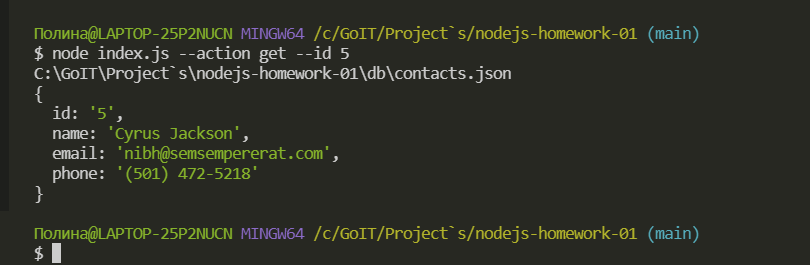 Полина@LAPTOP-25P2NUCN MINGW64 /c/GoIT/Project`s/nodejs-homework-01 (main)
$ node index.js --action get --id 5
C:\GoIT\Project`s\nodejs-homework-01\db\contacts.json
{
  id: '5',
  name: 'Cyrus Jackson',
  email: 'nibh@semsempererat.com',
  phone: '(501) 472-5218'
}
Полина@LAPTOP-25P2NUCN MINGW64 /c/GoIT/Project`s/nodejs-homework-01 (main)
$